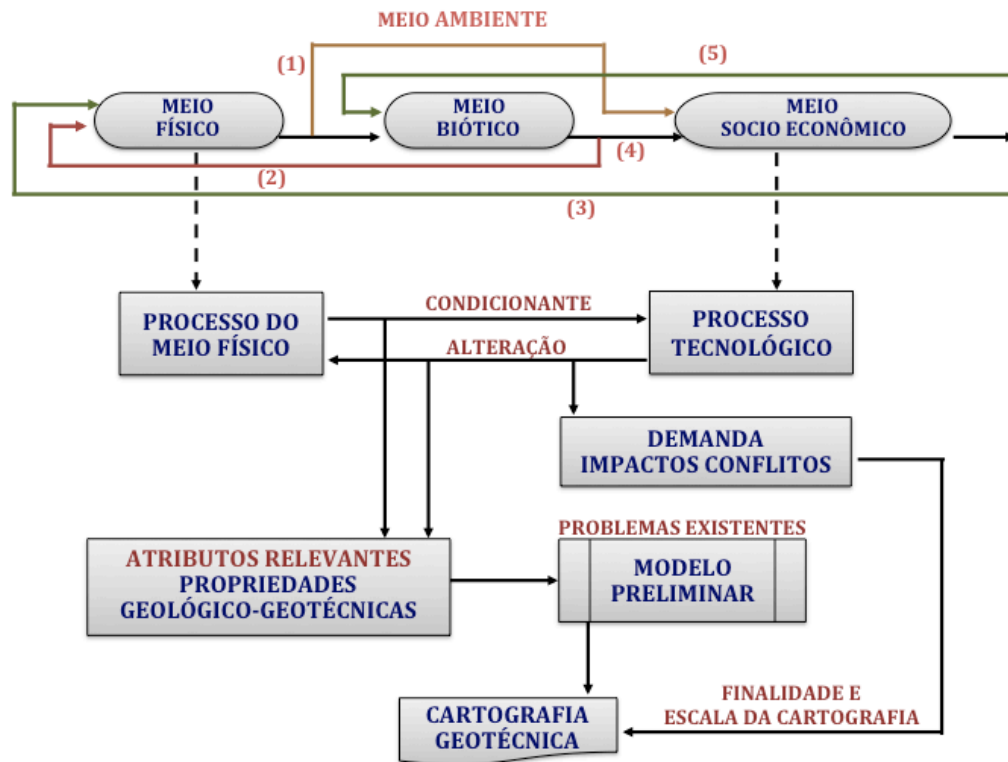 MEIO AMBIENTE
(1)
(5)
MEIO
FÍSICO
MEIO
BIÓTICO
MEIO
SOCIO ECONÔMICO
(2)
(4)
(3)
PROCESSO DO
MEIO FÍSICO
CONDICIONANTE
ALTERAÇÃO
PROCESSO
TECNOLÓGICO
DEMANDA
IMPACTOS CONFLITOS
ATRIBUTOS RELEVANTES
PROPRIEDADES
GEOLÓGICO-GEOTÉCNICAS
PROBLEMAS EXISTENTES
MODELO
PRELIMINAR
CARTOGRAFIA
GEOTÉCNICA
FINALIDADE E
ESCALA DA CARTOGRAFIA